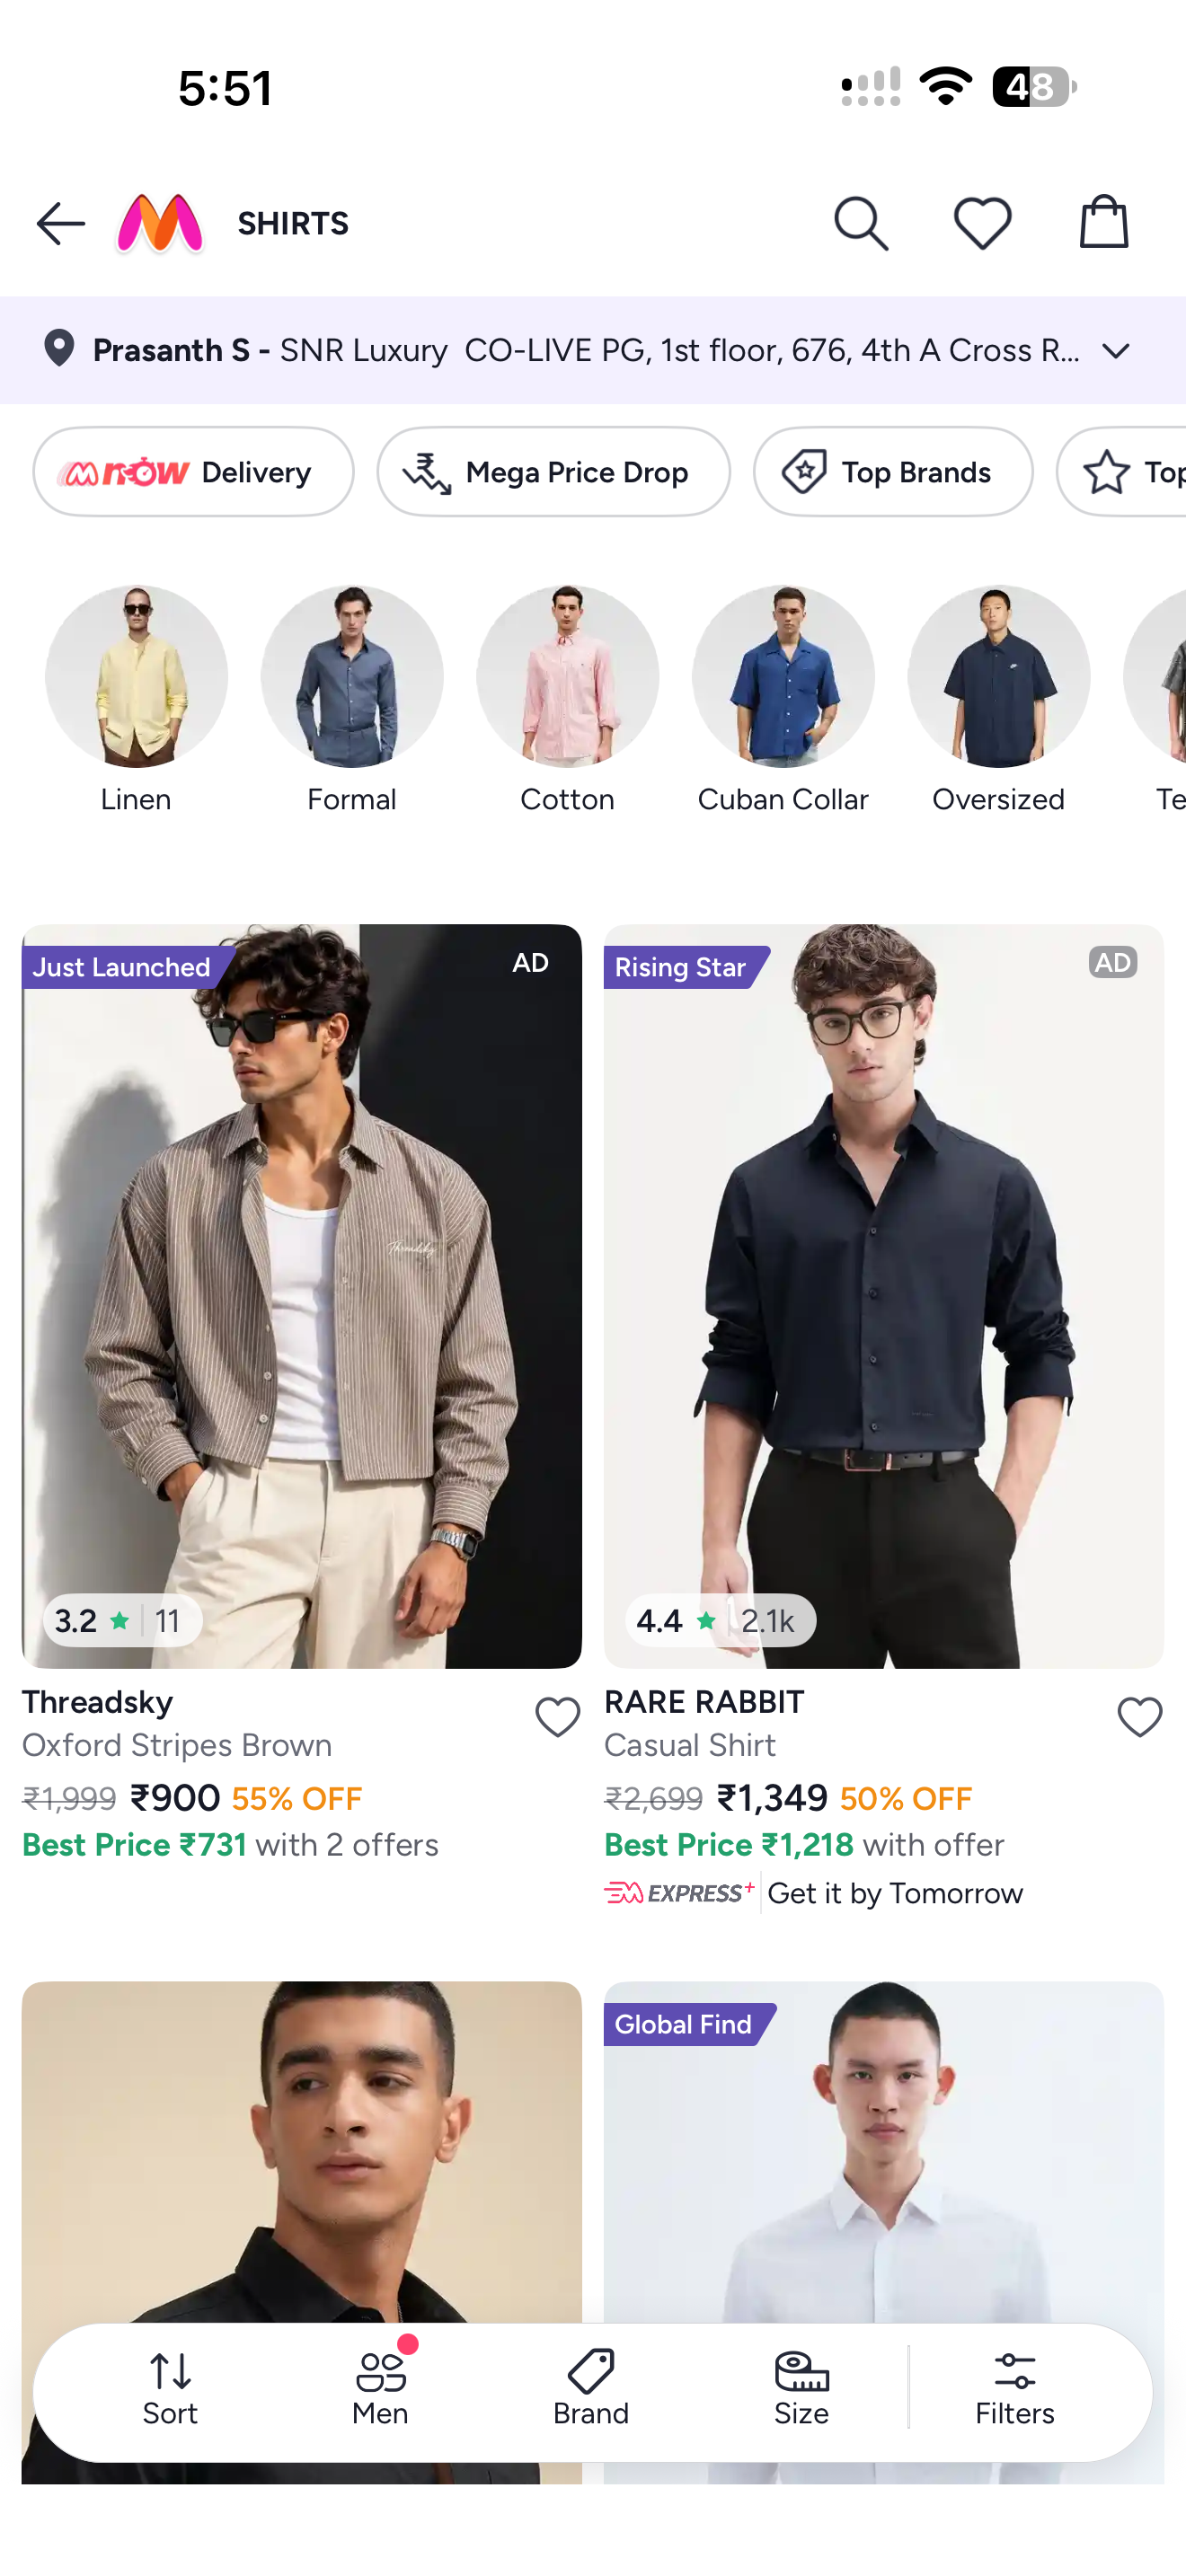 5:51
48
SHIRTS
Prasanth S - SNR Luxury CO-LIVE PG, 1st floor, 676, 4th A Cross R...
now Delivery
Mega Price Drop
Top Brands
Top
Linen
Formal
Cotton
Cuban Collar
Oversized
Te
Just Launched
AD
Rising Star
AD
Threadsky
3.2 ★ | 11
4.4 ★ | 2.1k
Threadsky
Oxford Stripes Brown
₹1,999 ₹900 55% OFF
Best Price ₹731 with 2 offers
RARE RABBIT
Casual Shirt
₹2,699 ₹1,349 50% OFF
Best Price ₹1,218 with offer
EXPRESS+ Get it by Tomorrow
Global Find
Sort
Men
Brand
Size
Filters